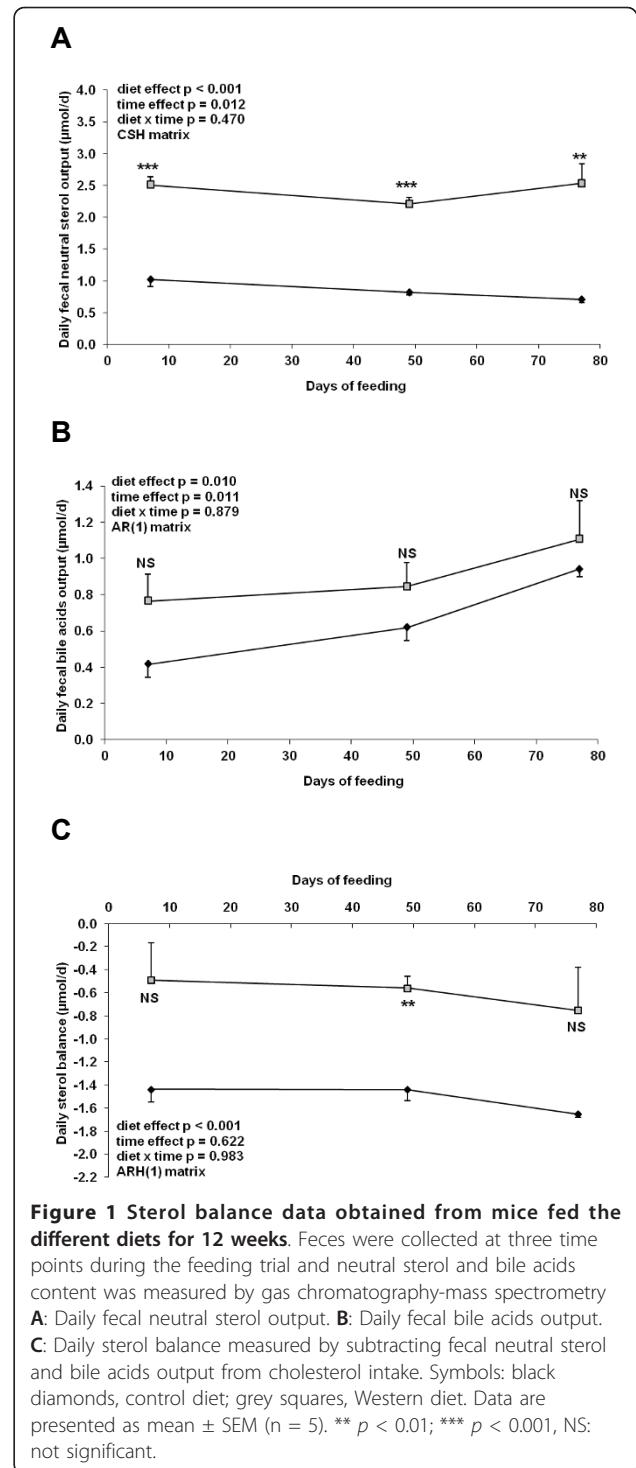 A
diet effect p < 0.001
time effect p = 0.012
diet x time p = 0.470
CSH matrix
Daily fecal neutral sterol output (µmol/d)
4.0
3.5
3.0
2.5
2.0
1.5
1.0
0.5
0.0
***
***
**
0 10 20 30 40 50 60 70 80
Days of feeding
B
diet effect p = 0.010
time effect p = 0.011
diet x time p = 0.879
AR(1) matrix
Daily fecal bile acids output (µmol/d)
1.4
1.2
1.0
0.8
0.6
0.4
0.2
0.0
NS
NS
NS
0 10 20 30 40 50 60 70 80
Days of feeding
C
Days of feeding
0 10 20 30 40 50 60 70 80
Daily sterol balance (µmol/d)
0.0
-0.2
-0.4
-0.6
-0.8
-1.0
-1.2
-1.4
-1.6
-1.8
-2.0
-2.2
NS
**
NS
diet effect p < 0.001
time effect p = 0.622
diet x time p = 0.983
ARH(1) matrix
Figure 1 Sterol balance data obtained from mice fed the
different diets for 12 weeks. Feces were collected at three time
points during the feeding trial and neutral sterol and bile acids
content was measured by gas chromatography-mass spectrometry
A: Daily fecal neutral sterol output. B: Daily fecal bile acids output.
C: Daily sterol balance measured by subtracting fecal neutral sterol
and bile acids output from cholesterol intake. Symbols: black
diamonds, control diet; grey squares, Western diet. Data are
presented as mean ± SEM (n = 5). ** p < 0.01; *** p < 0.001, NS:
not significant.